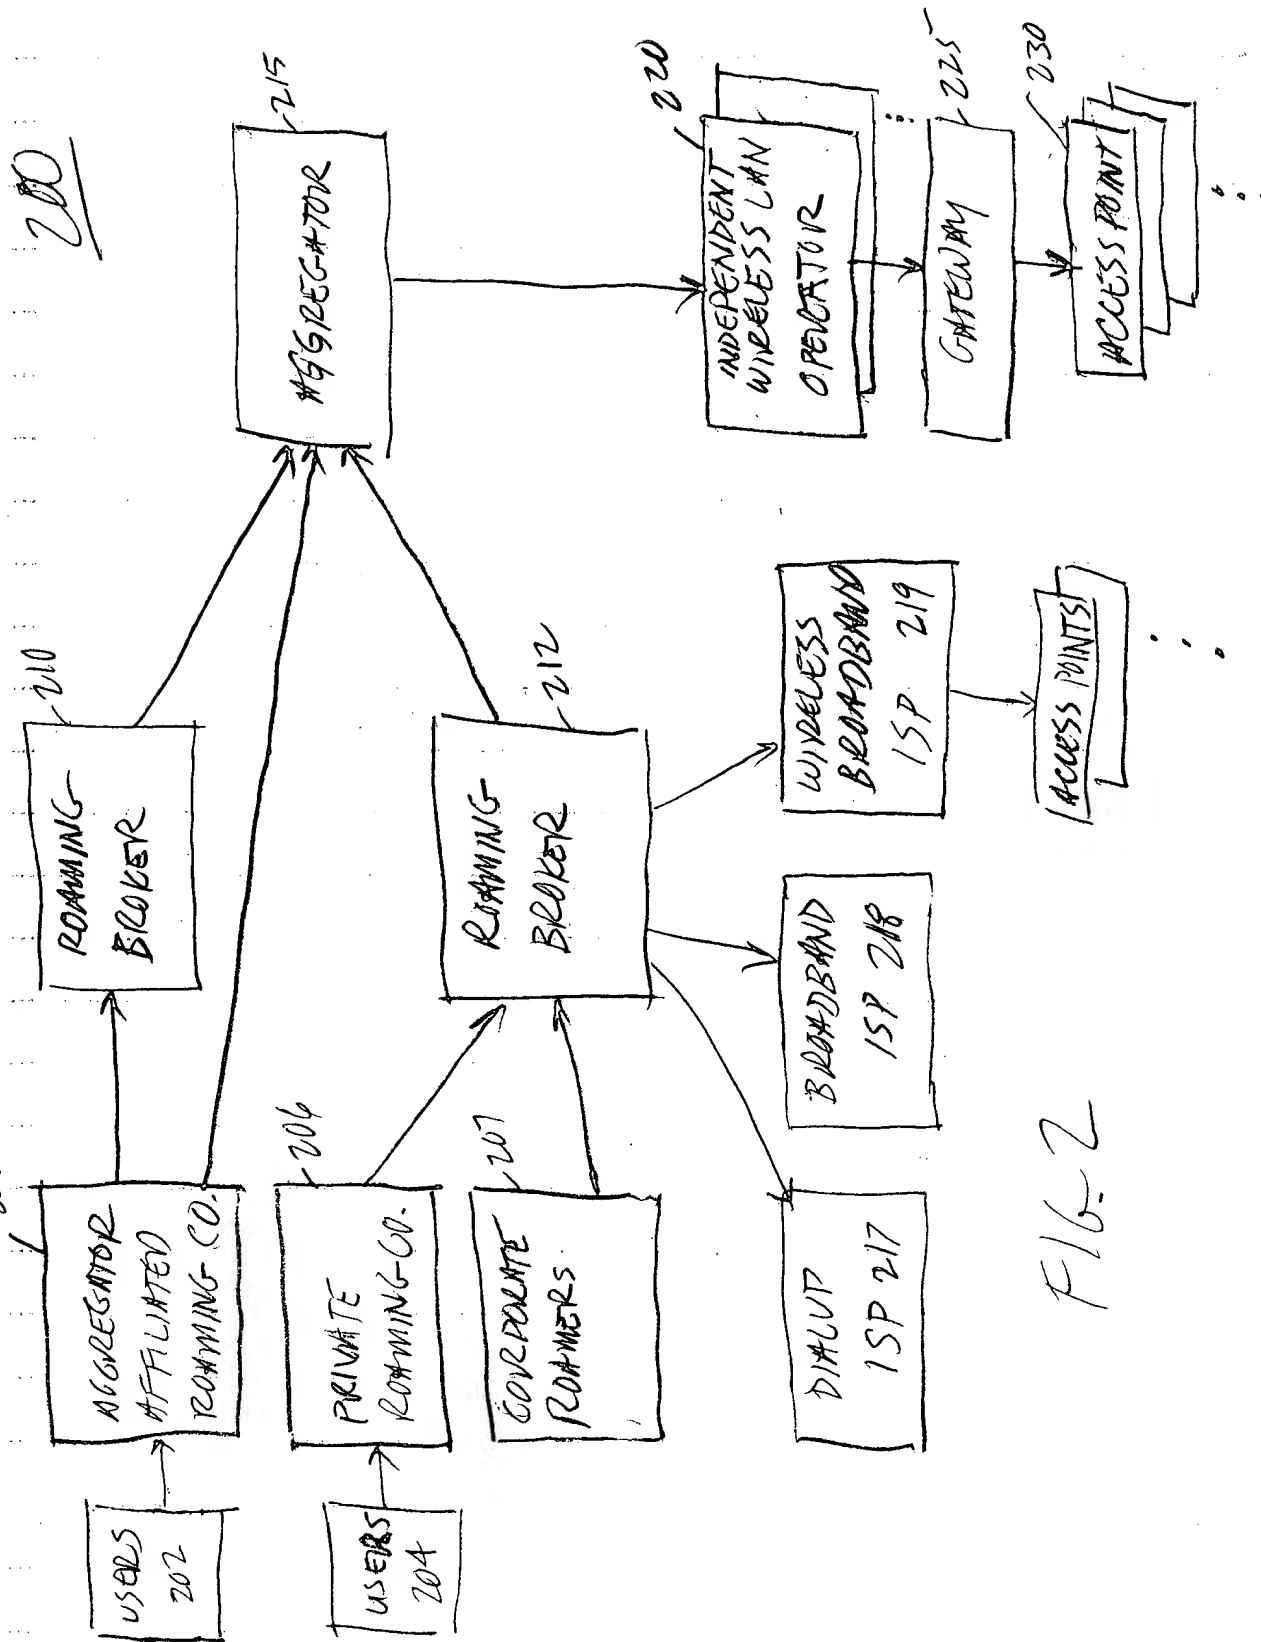 200
USERS
202
AGGREGATOR
AFFILIATED
ROAMING CO.
ROAMING
BROKER
210
AGGREGATOR
215
USERS
204
PRIVATE
ROAMING CO.
206
CORPORATE
ROAMERS
207
ROAMING
BROKER
212
INDEPENDENT
WIRELESS LAN
OPERATOR
220
GATEWAY
225
ACCESS POINT
230
DIALUP
ISP 217
BROADBAND
ISP 218
WIRELESS
BROADBAND
ISP 219
ACCESS POINTS
FIG-2